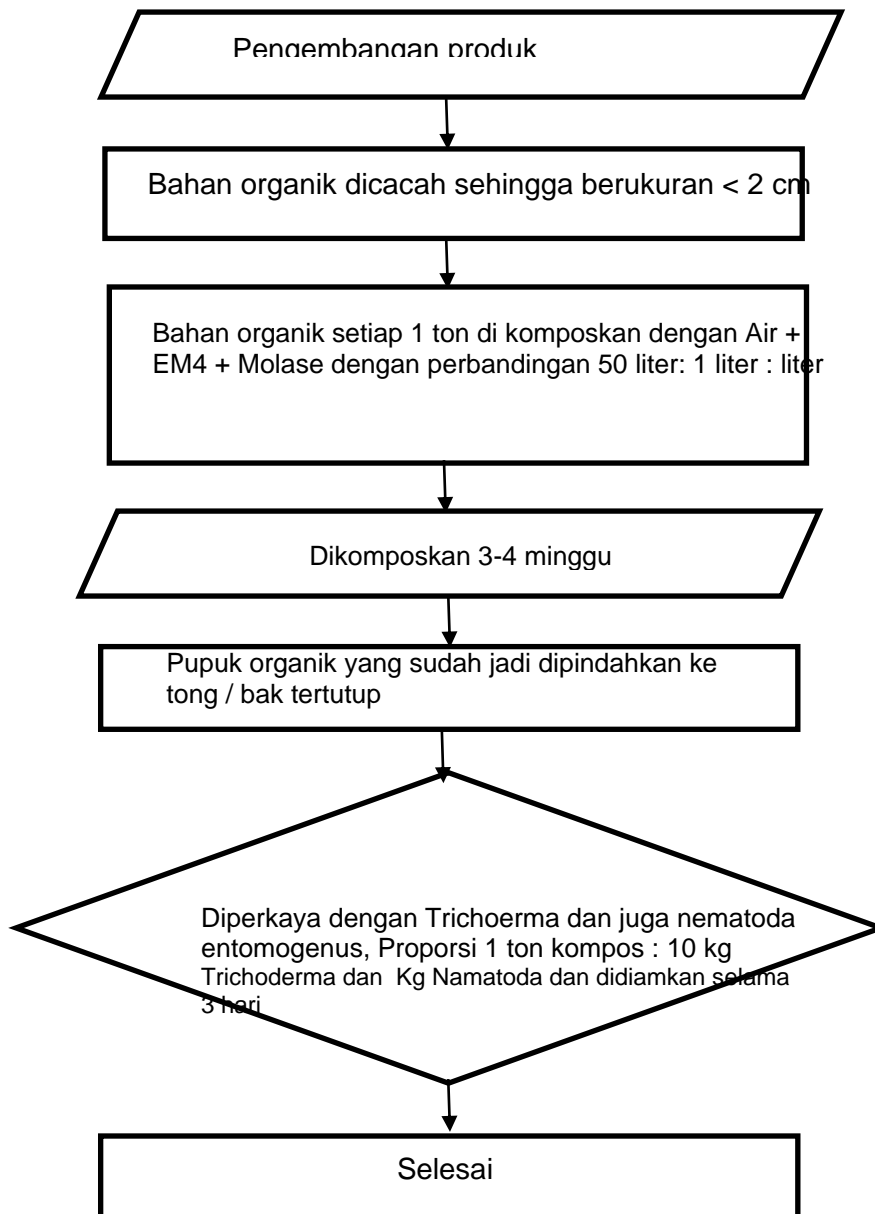 Pengembangan produk
Bahan organik dicacah sehingga berukuran < 2 cm
Bahan organik setiap 1 ton di komposkan dengan Air +
EM4 + Molase dengan perbandingan 50 liter: 1 liter : liter
Dikomposkan 3-4 minggu
Pupuk organik yang sudah jadi dipindahkan ke
tong / bak tertutup
Diperkaya dengan Trichoerma dan juga nematoda
entomogenus, Proporsi 1 ton kompos : 10 kg
Trichoderma dan Kg Namatoda dan didiamkan selama
3 hari
Selesai